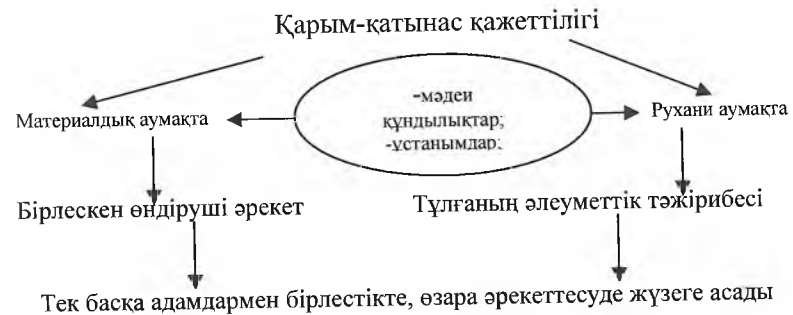 Қарым-қатынас қажеттілігі
-мәдеи
құндылықтар;
-ұстанымдар;
Материалдық аумақта
Рухани аумақта
Бірлескен өндіруші әрекет
Тұлғаның әлеуметтік тәжірибесі
Тек басқа адамдармен бірлестікте, өзара әрекеттесуде жүзеге асады